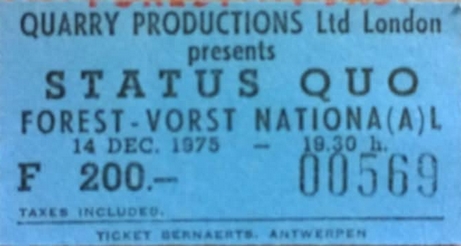 QUARRY PRODUCTIONS Ltd London
presents
STATUS QUO
FOREST-VORST NATIONA(A)L
14 DEC. 1975 — 19.30 h.
F 200.— 00569
TAXES INCLUDED.
TICKET BERNAERTS. ANTWERPEN